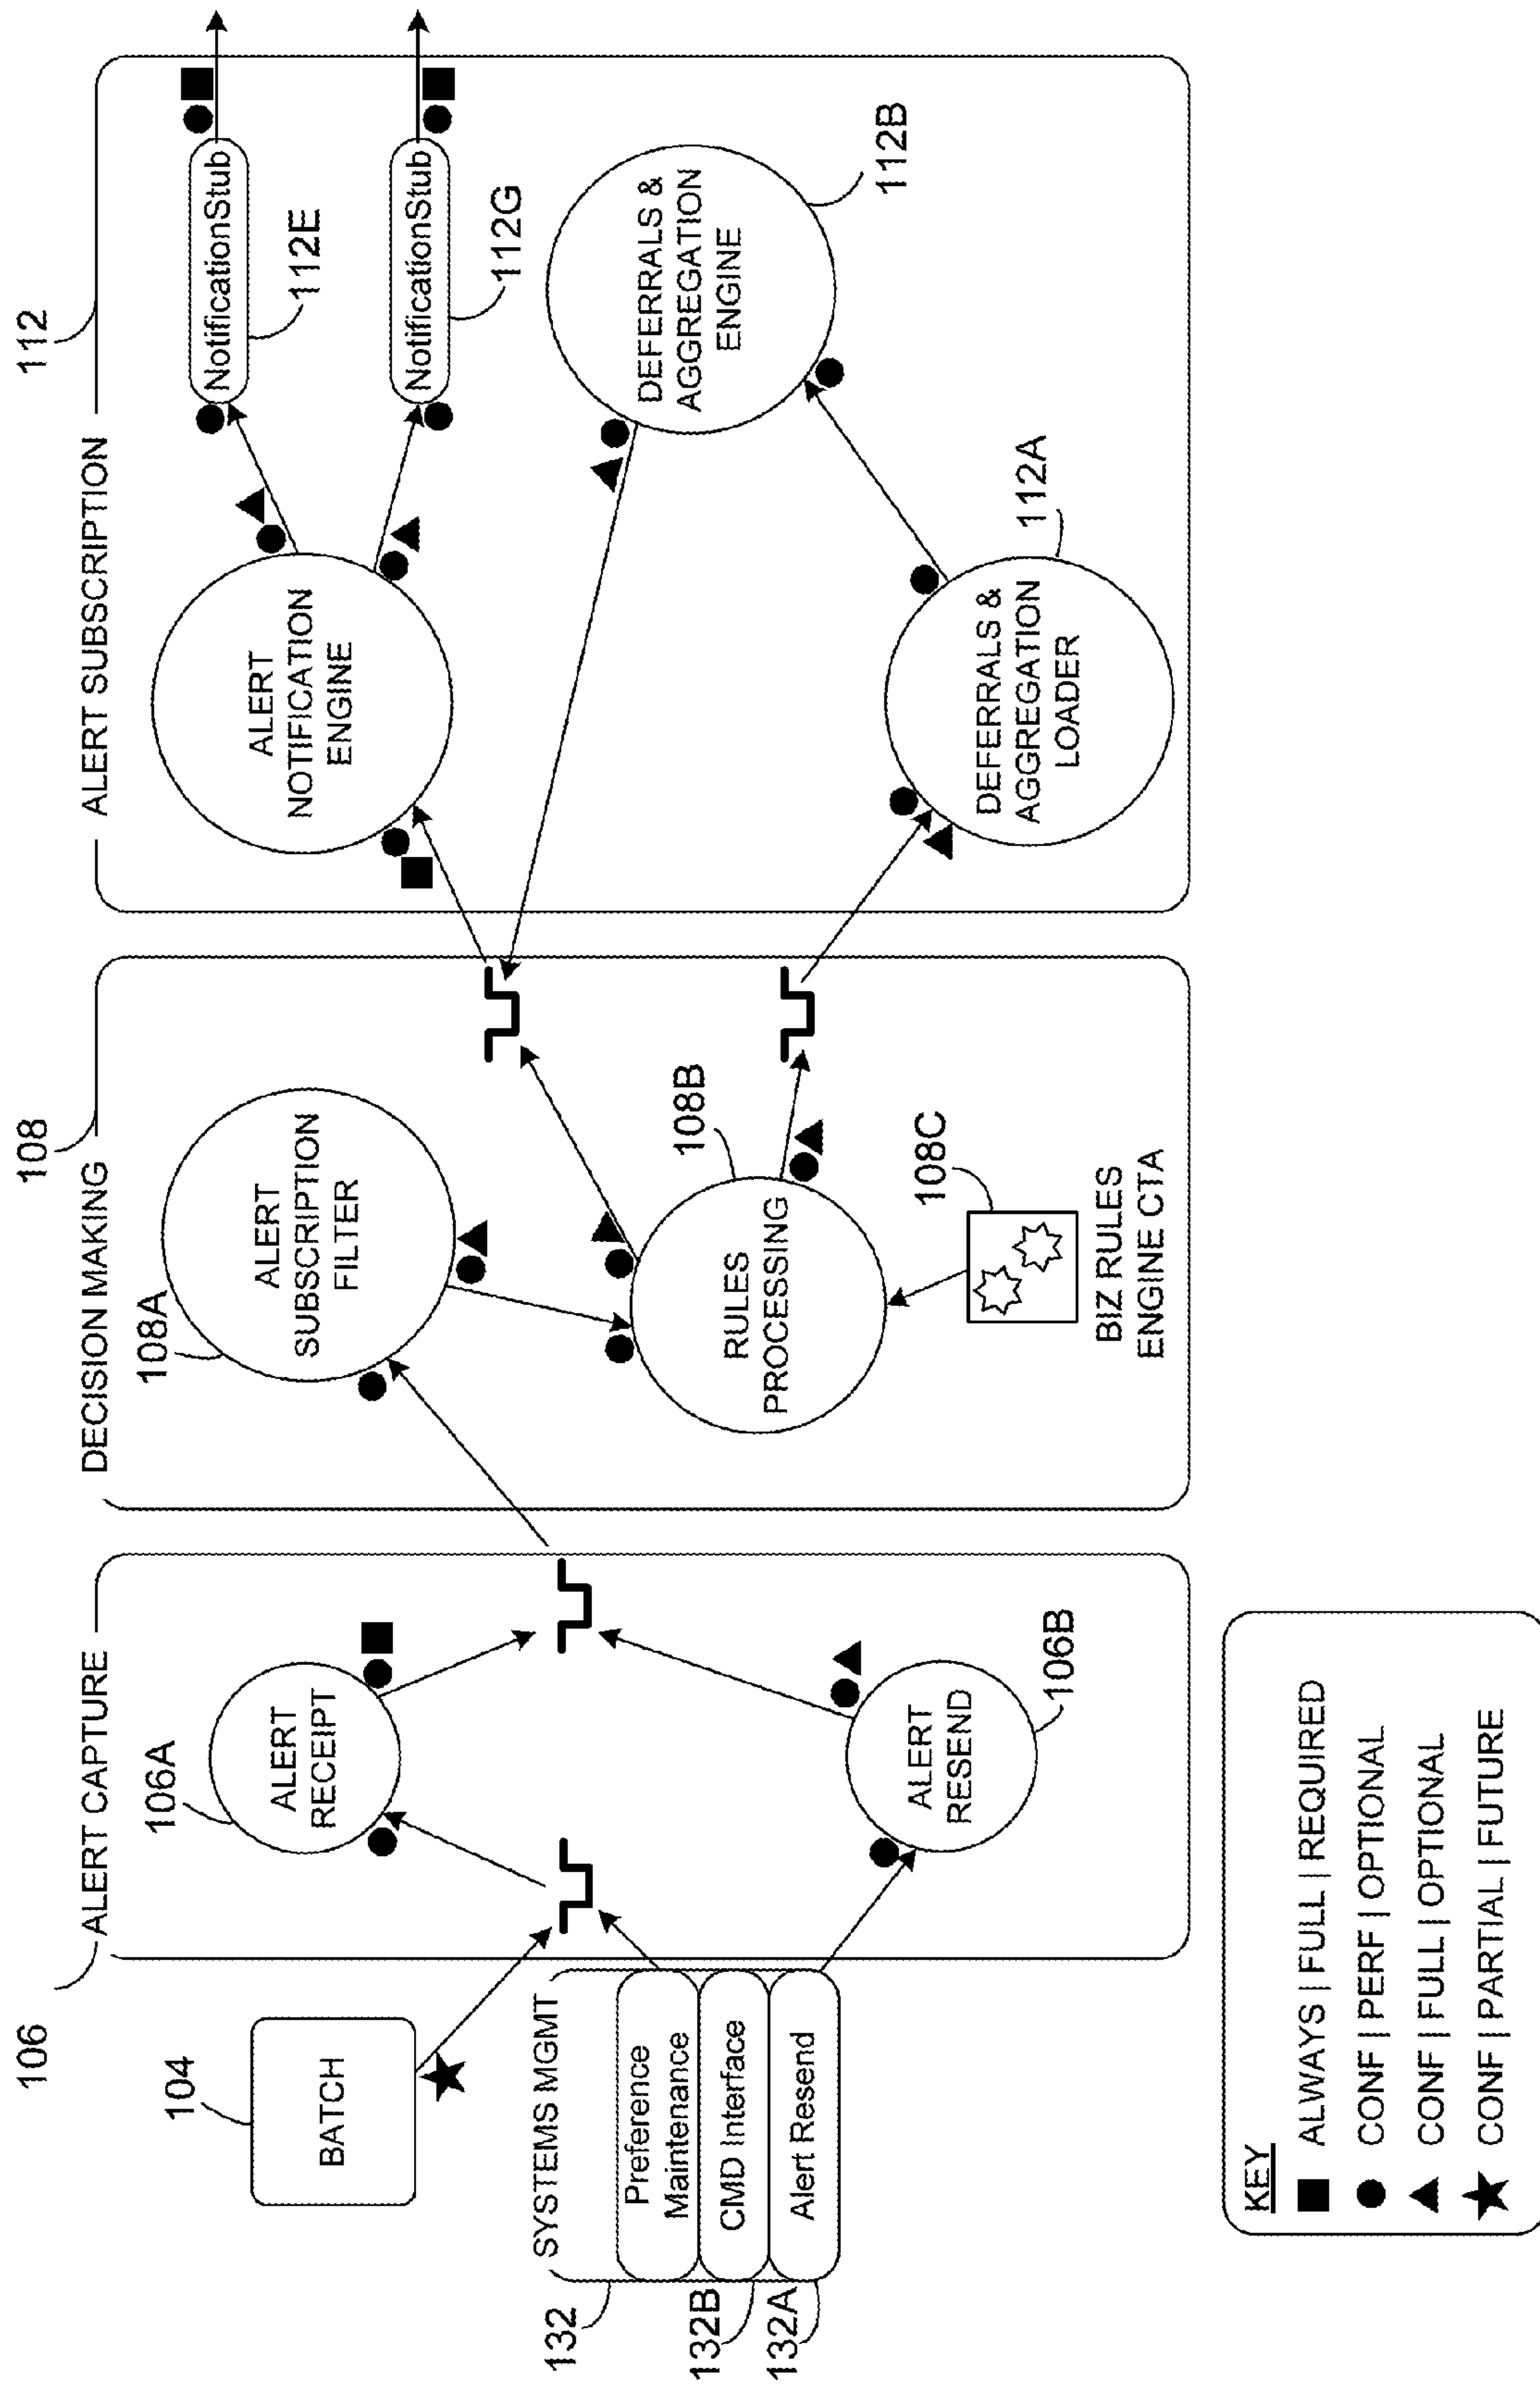 106
ALERT CAPTURE
108
DECISION MAKING
112
ALERT SUBSCRIPTION
104
BATCH
SYSTEMS MGMT
Preference
Maintenance
CMD Interface
Alert Resend
132
132B
132A
106A
ALERT
RECEIPT
ALERT
RESEND
106B
108A
ALERT
SUBSCRIPTION
FILTER
108B
RULES
PROCESSING
108C
BIZ RULES
ENGINE CTA
ALERT
NOTIFICATION
ENGINE
NotificationStub
112E
NotificationStub
112G
DEFERRALS &
AGGREGATION
ENGINE
112B
DEFERRALS &
AGGREGATION
LOADER
112A
KEY
ALWAYS | FULL | REQUIRED
CONF | PERF | OPTIONAL
CONF | FULL | OPTIONAL
CONF | PARTIAL | FUTURE